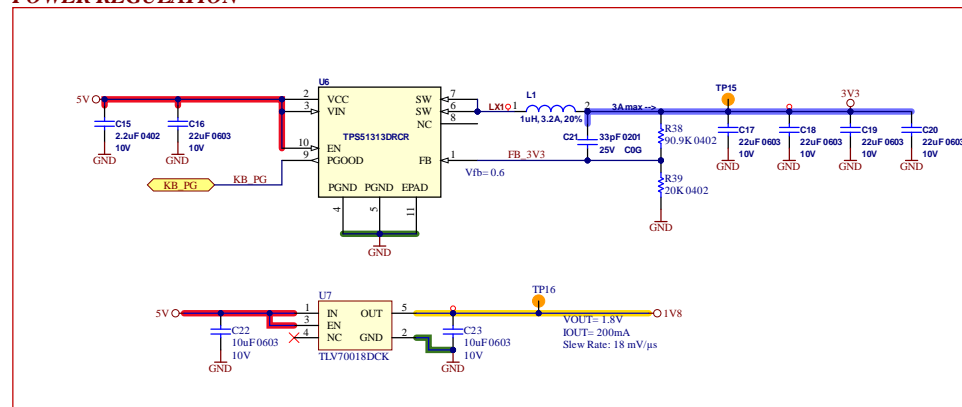 POWER REGULATION
U6
5V
2
VCC
3
VIN
10
EN
9
PGOOD
SW
7
SW
6
NC
8
FB
1
TPS51313DRCR
PGND
PGND
EPAD
4
5
11
GND
C15
2.2uF 0402
10V
GND
C16
22uF 0603
10V
GND
KB_PG
KB_PG
LX1
1
L1
2
1uH, 3.2A, 20%
3A max -->
C21
33pF 0201
25V C0G
FB_3V3
Vfb= 0.6
R38
90.9K 0402
R39
20K 0402
GND
TP15
3V3
C17
22uF 0603
10V
GND
C18
22uF 0603
10V
GND
C19
22uF 0603
10V
GND
C20
22uF 0603
10V
GND
U7
5V
1
IN
3
EN
4
NC
OUT
5
GND
2
TLV70018DCK
C22
10uF 0603
10V
GND
C23
10uF 0603
10V
GND
TP16
1V8
VOUT= 1.8V
IOUT= 200mA
Slew Rate: 18 mV/µs